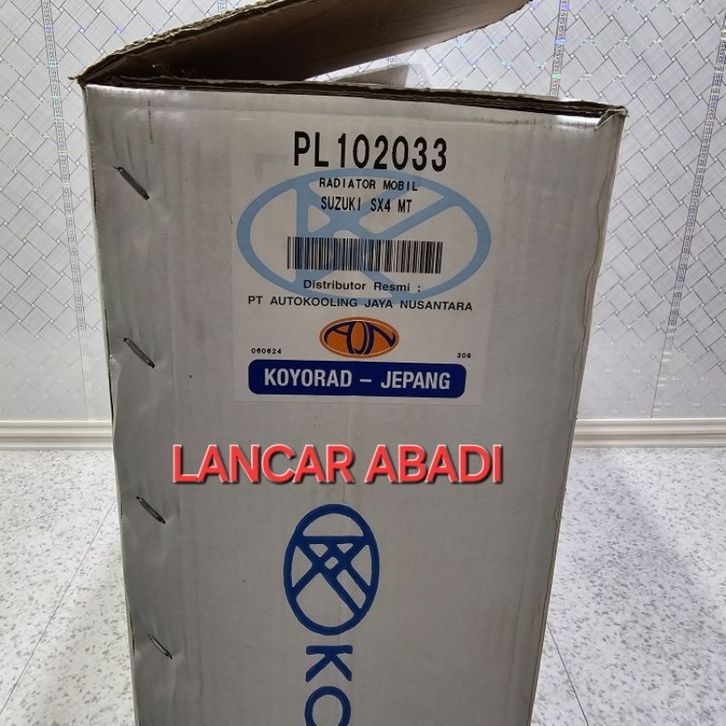 PL102033
RADIATOR MOBIL
SUZUKI SX4 MT
Distributor Resmi :
PT AUTOKOOLING JAYA NUSANTARA
AJN
060624
309
KOYORAD – JEPANG
LANCAR ABADI
KO